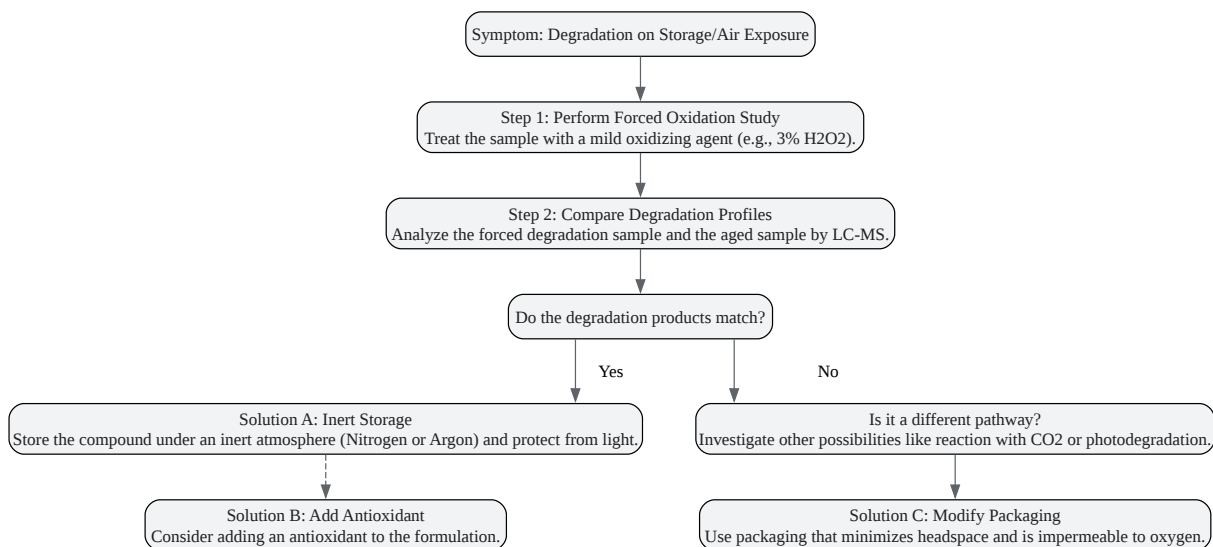 Symptom: Degradation on Storage/Air Exposure
Step 1: Perform Forced Oxidation Study
Treat the sample with a mild oxidizing agent (e.g., 3% H2O2).
Step 2: Compare Degradation Profiles
Analyze the forced degradation sample and the aged sample by LC-MS.
Do the degradation products match?
Yes
No
Solution A: Inert Storage
Store the compound under an inert atmosphere (Nitrogen or Argon) and protect from light.
Is it a different pathway?
Investigate other possibilities like reaction with CO2 or photodegradation.
Solution B: Add Antioxidant
Consider adding an antioxidant to the formulation.
Solution C: Modify Packaging
Use packaging that minimizes headspace and is impermeable to oxygen.